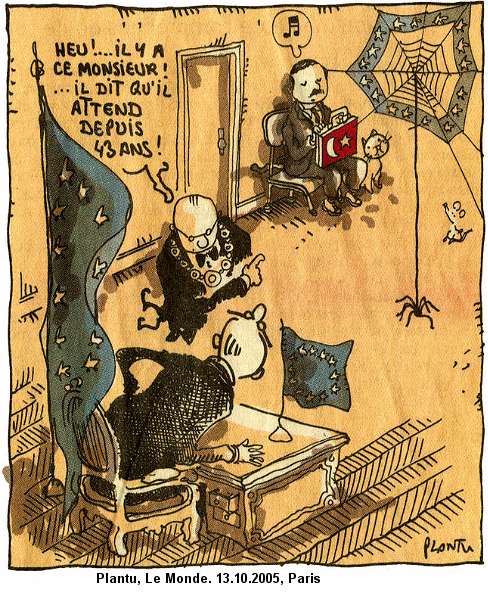 HEU!...IL Y A
CE MONSIEUR!
...IL DIT QU'IL
ATTEND
DEPUIS
43 ANS!
PLANTU
Plantu, Le Monde. 13.10.2005, Paris